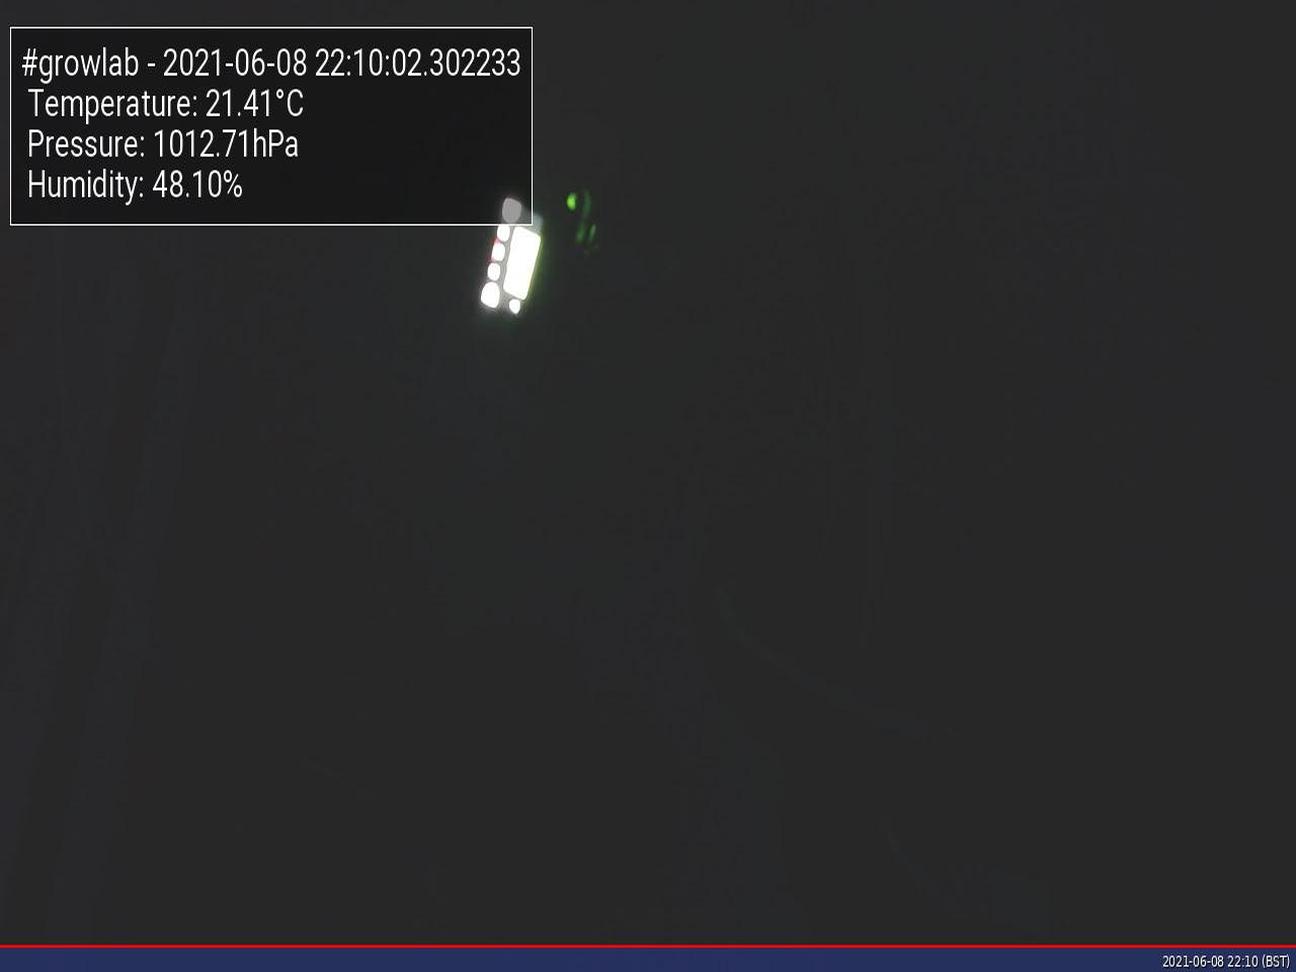 #growlab - 2021-06-08 22:10:02.302233
Temperature: 21.41°C
Pressure: 1012.71hPa
Humidity: 48.10%
2021-06-08 22:10 (BST)